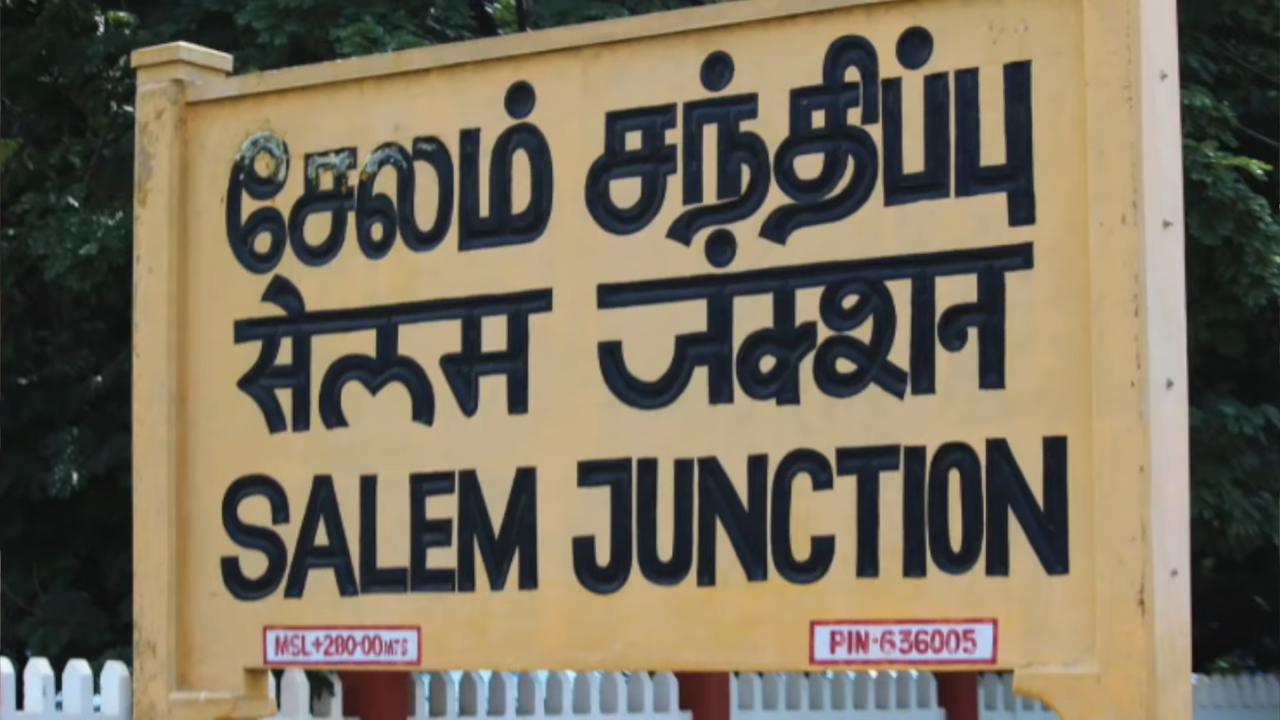 சேலம் சந்திப்பு
सेलम जंक्शन
SALEM JUNCTION
MSL+280·00MTS
PIN-636005